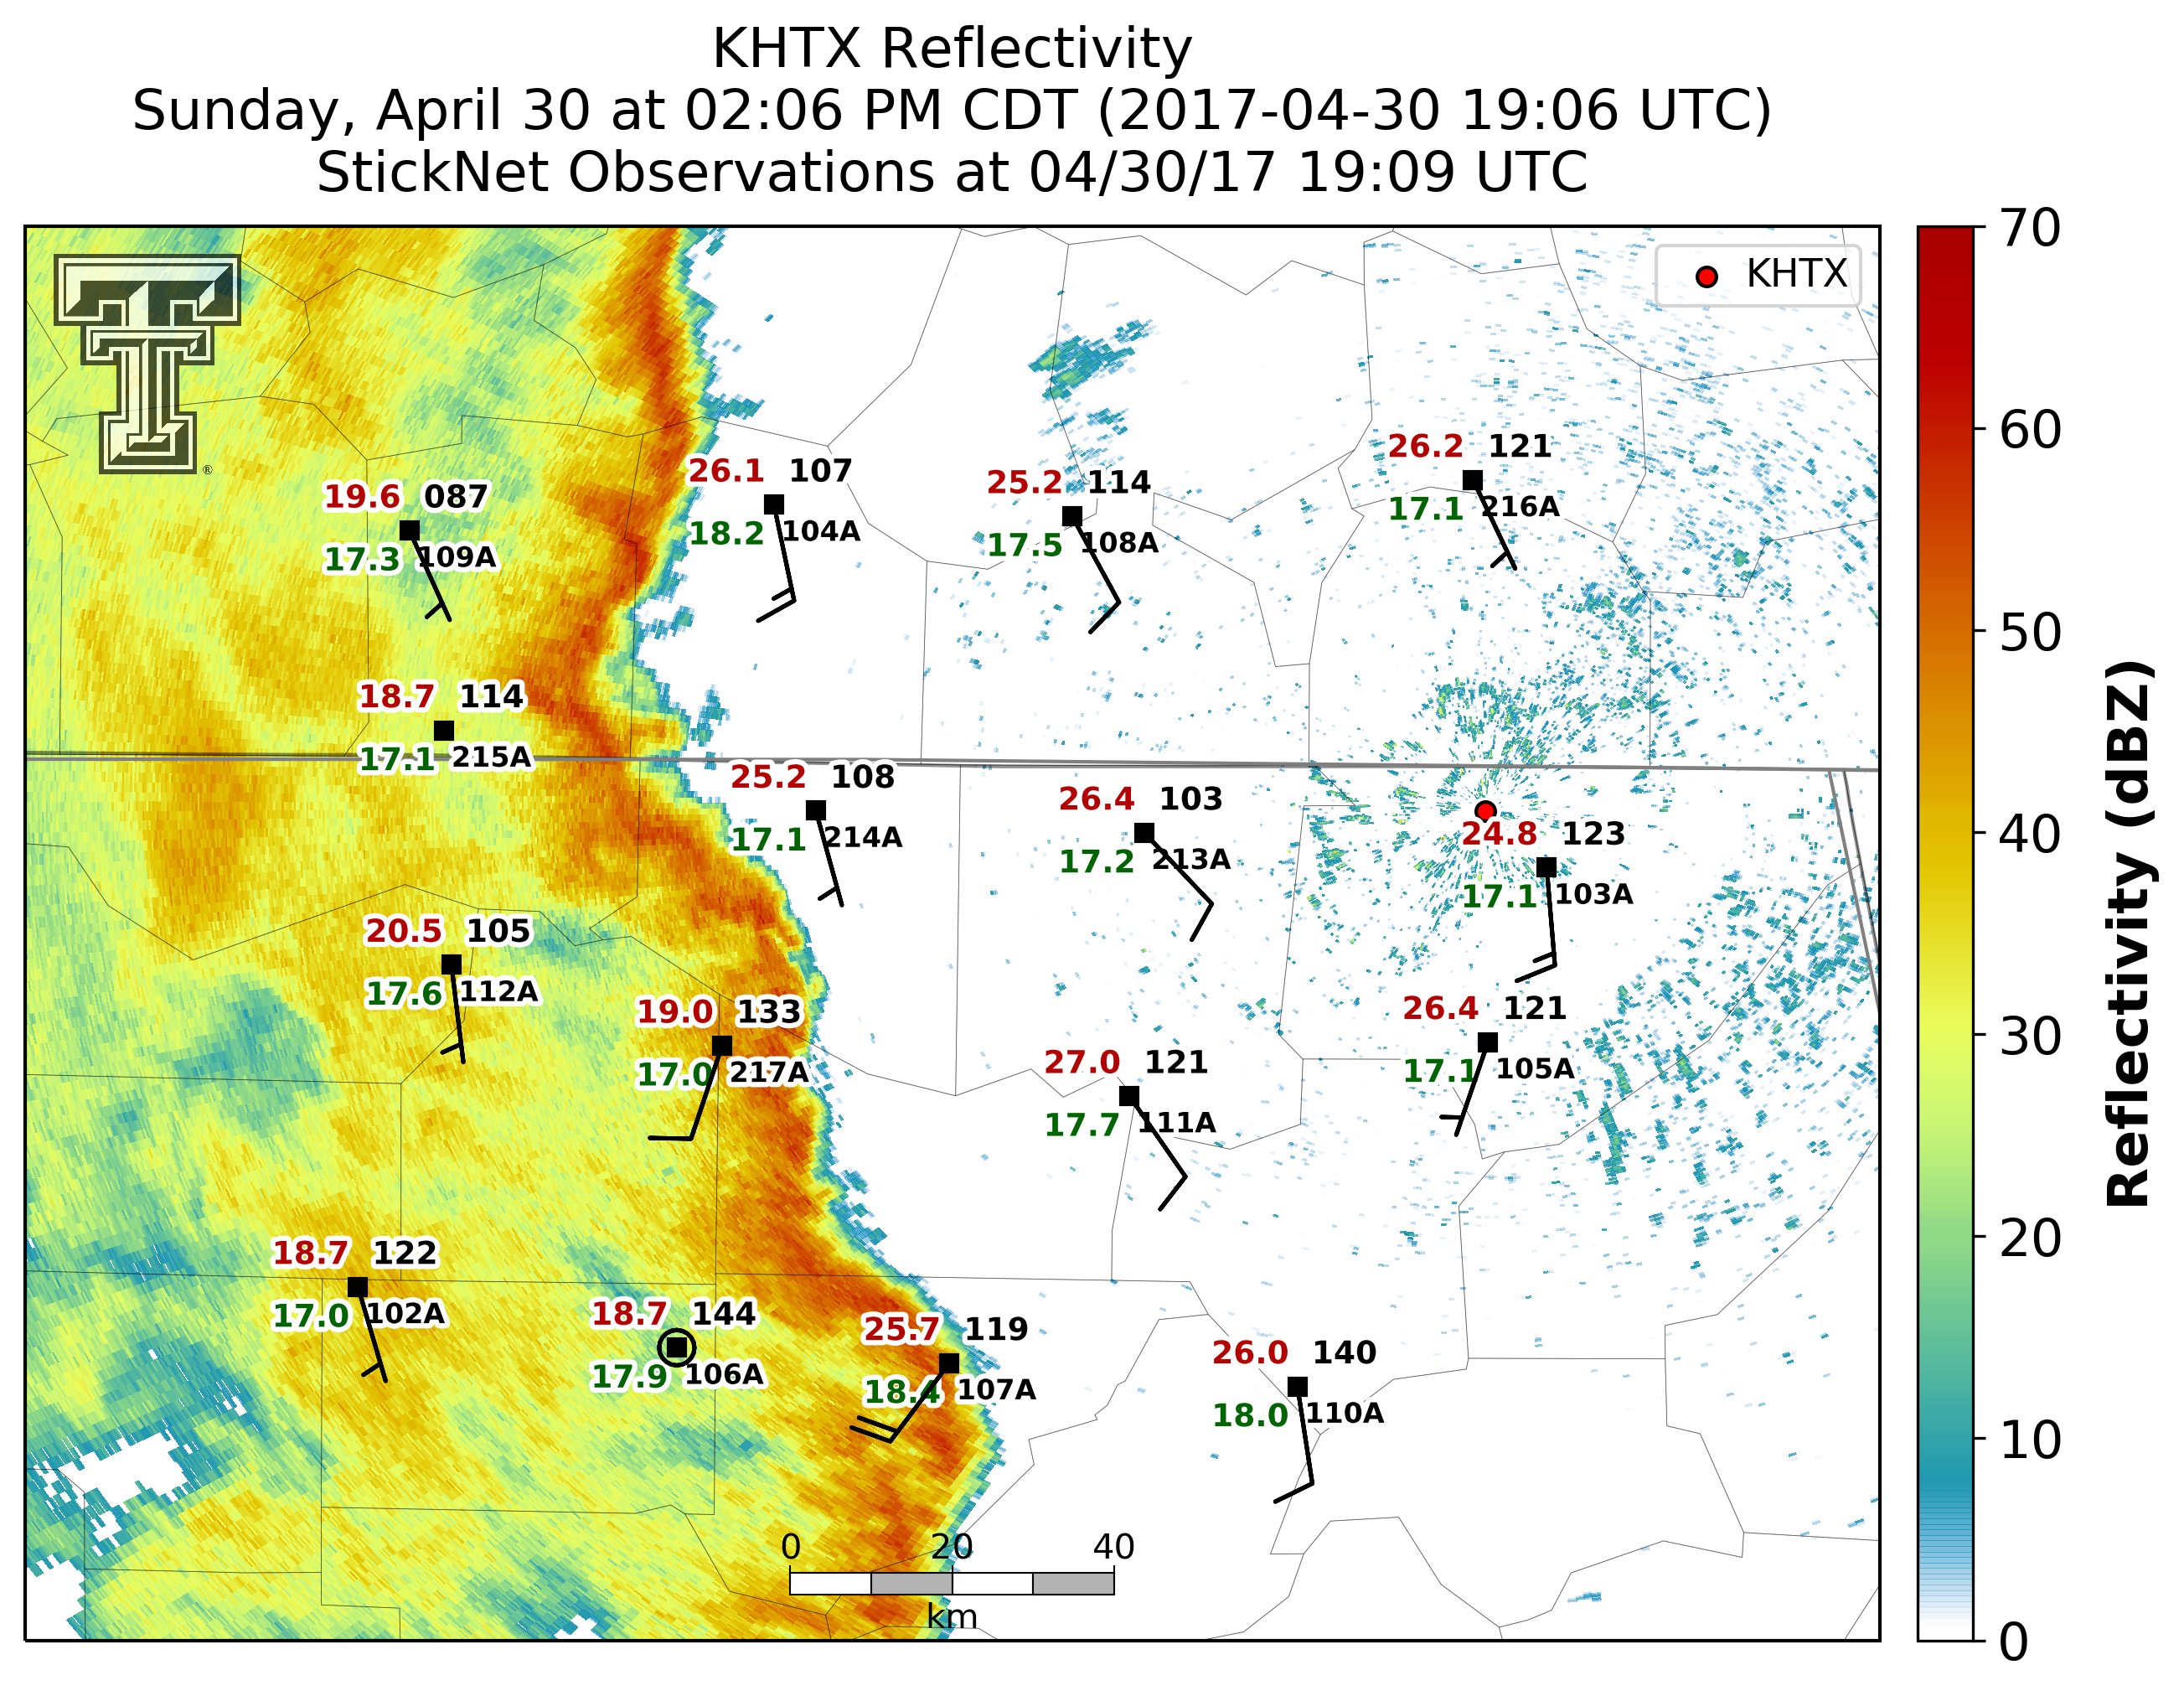 KHTX Reflectivity
Sunday, April 30 at 02:06 PM CDT (2017-04-30 19:06 UTC)
StickNet Observations at 04/30/17 19:09 UTC
KHTX
®
26.2 121
17.1 216A
26.1 107
18.2 104A
25.2 114
17.5 108A
19.6 087
17.3 109A
18.7 114
17.1 215A
25.2 108
17.1 214A
26.4 103
17.2 213A
24.8 123
17.1 103A
20.5 105
17.6 112A
19.0 133
17.0 217A
26.4 121
17.1 105A
27.0 121
17.7 111A
18.7 122
17.0 102A
18.7 144
17.9 106A
25.7 119
18.4 107A
26.0 140
18.0 110A
0 20 40
km
70
60
50
40
30
20
10
0
Reflectivity (dBZ)